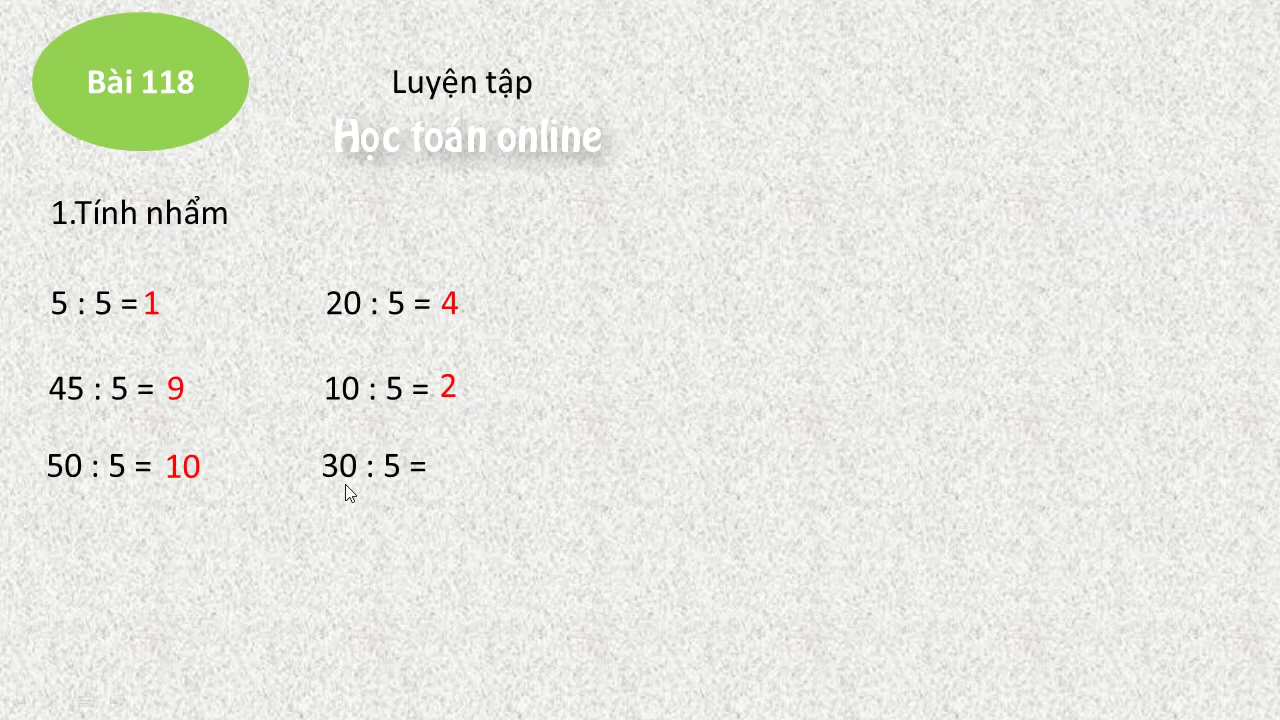 Bài 118
Luyện tập
Học toán online
1.Tính nhẩm
5 : 5 = 1
20 : 5 = 4
45 : 5 = 9
10 : 5 = 2
50 : 5 = 10
30 : 5 =